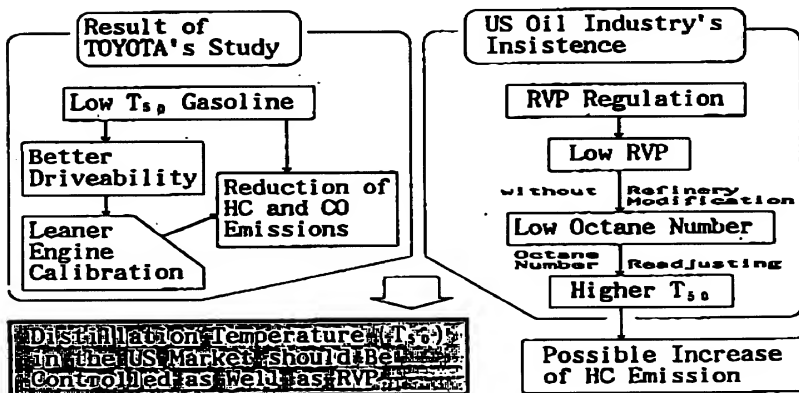 Result of
TOYOTA's Study
Low T₅₀ Gasoline
Better
Driveability
Leaner
Engine
Calibration
Reduction of
HC and CO
Emissions
US Oil Industry's
Insistence
RVP Regulation
Low RVP
without Refinery
Modification
Low Octane Number
Octane
Number Readjusting
Higher T₅₀
Possible Increase
of HC Emission
Distillation Temperature (T₅₀)
in the US Market should Be
Controlled as Well as RVP